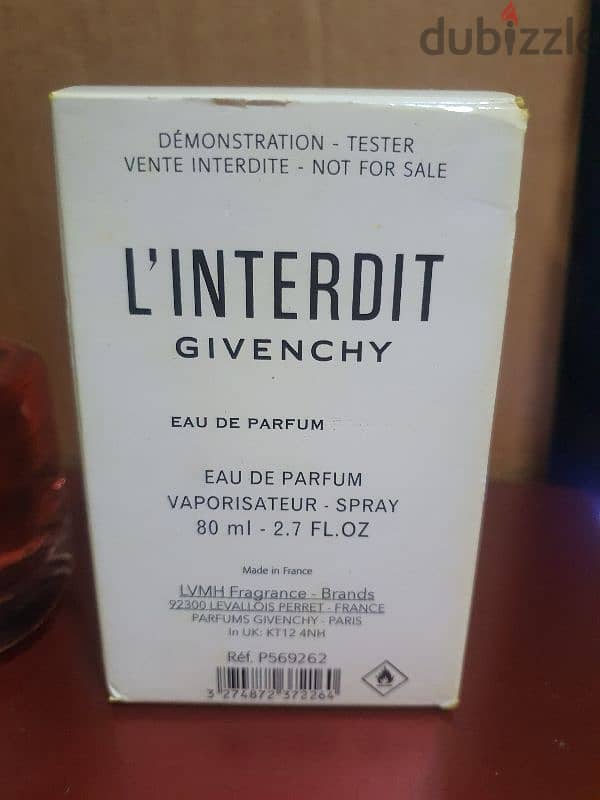 dubizzle
DÉMONSTRATION - TESTER
VENTE INTERDITE - NOT FOR SALE
L'INTERDIT
GIVENCHY
EAU DE PARFUM
EAU DE PARFUM
VAPORISATEUR - SPRAY
80 ml - 2.7 FL.OZ
Made in France
LVMH Fragrance - Brands
92300 LEVALLOIS PERRET - FRANCE
PARFUMS GIVENCHY - PARIS
In UK: KT12 4NH
Réf. P569262
3 274872 372264